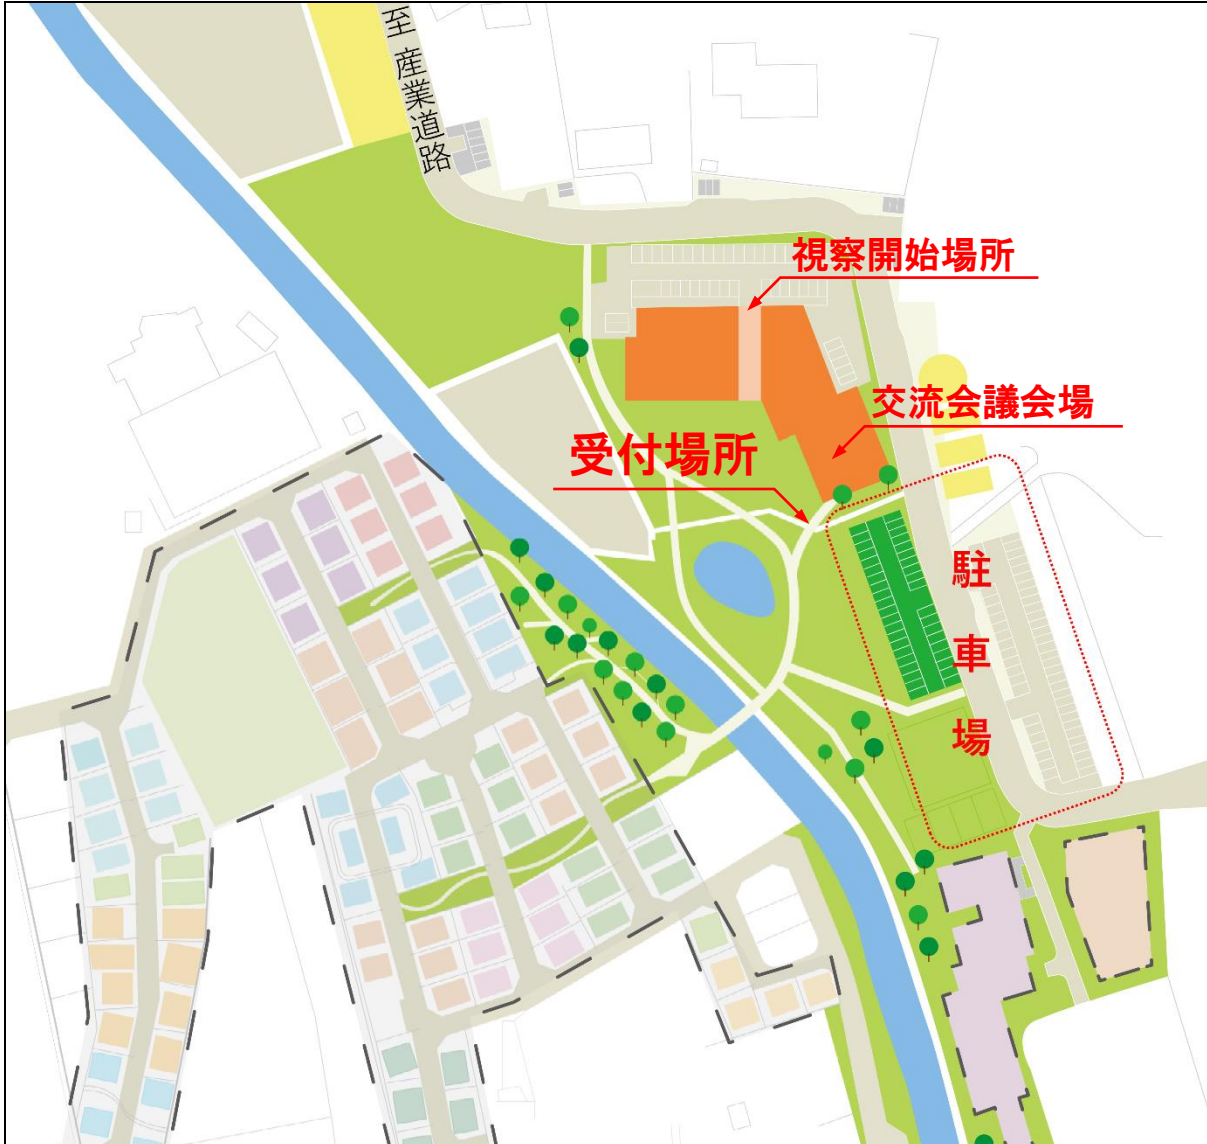 至 産業道路
視察開始場所
交流会議会場
受付場所
駐車場